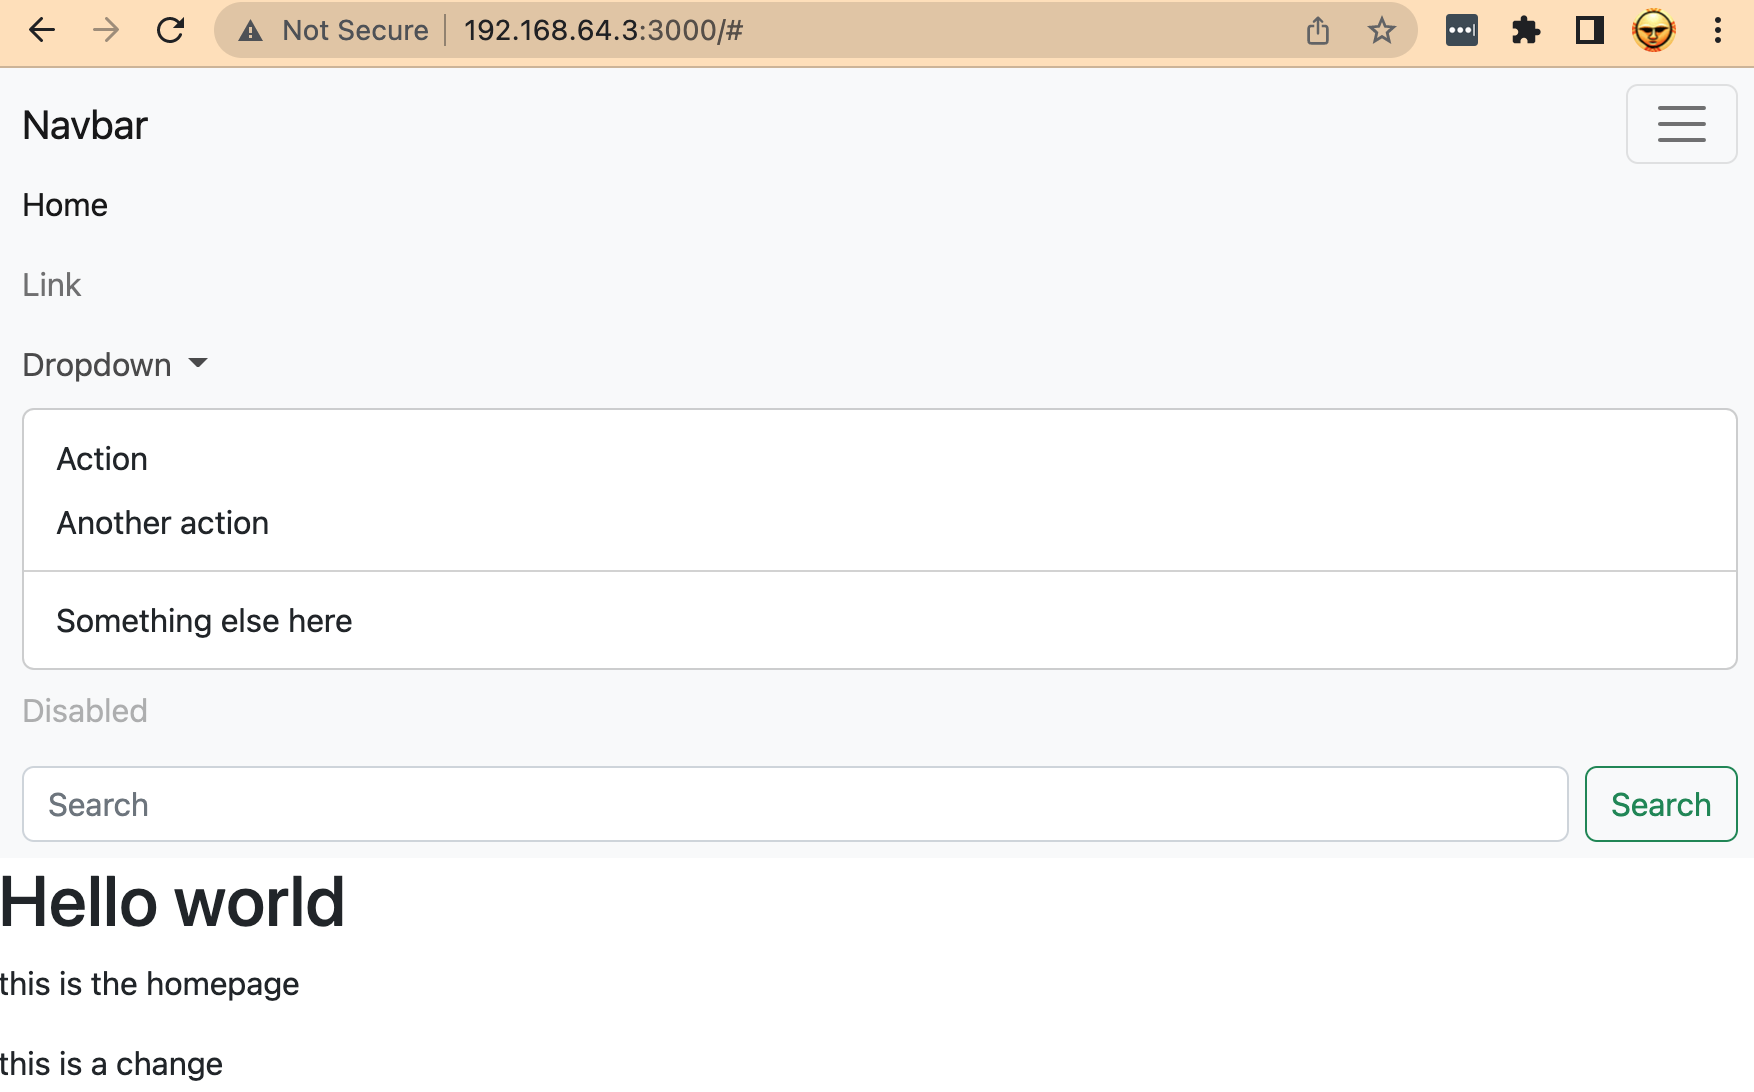 Not Secure 192.168.64.3:3000/#
Navbar
Home
Link
Dropdown
Action
Another action
Something else here
Disabled
Search Search
Hello world
this is the homepage
this is a change